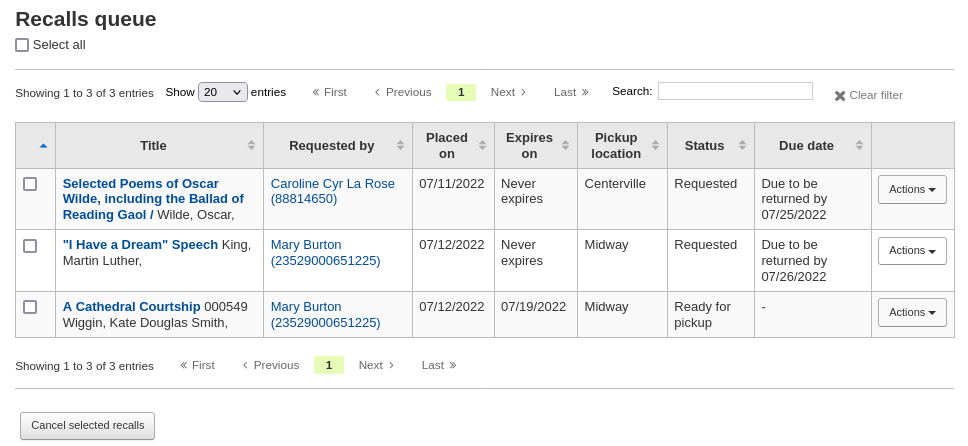 Recalls queue
Select all
Showing 1 to 3 of 3 entries Show 20 entries First Previous 1 Next Last Search: Clear filter
Title Requested by Placed on Expires on Pickup location Status Due date
Selected Poems of Oscar Caroline Cyr La Rose 07/11/2022 Never Centerville Requested Due to be Actions
Wilde, including the Ballad of (88814650) expires returned by
Reading Gaol / Wilde, Oscar, 07/25/2022
"I Have a Dream" Speech King, Mary Burton 07/12/2022 Never Midway Requested Due to be Actions
Martin Luther, (23529000651225) expires returned by
07/26/2022
A Cathedral Courtship 000549 Mary Burton 07/12/2022 07/19/2022 Midway Ready for - Actions
Wiggin, Kate Douglas Smith, (23529000651225) pickup
Showing 1 to 3 of 3 entries First Previous 1 Next Last
Cancel selected recalls